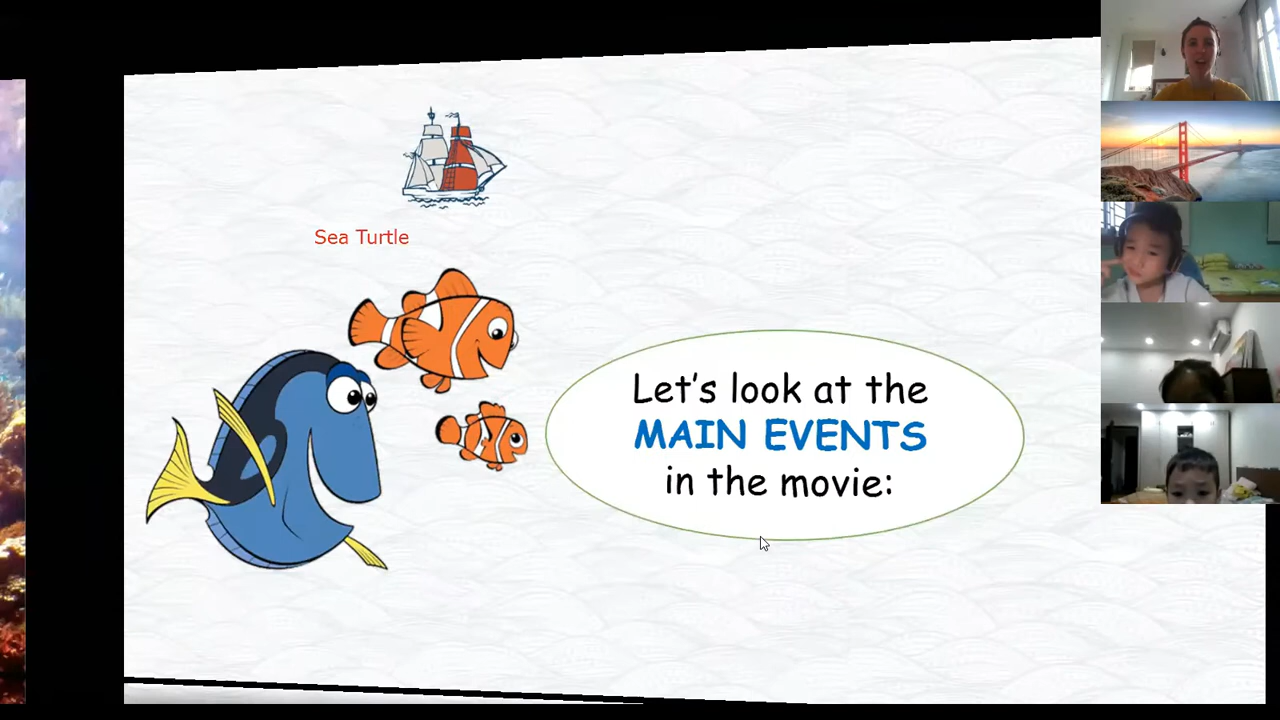 Sea Turtle
Let's look at the
MAIN EVENTS
in the movie: